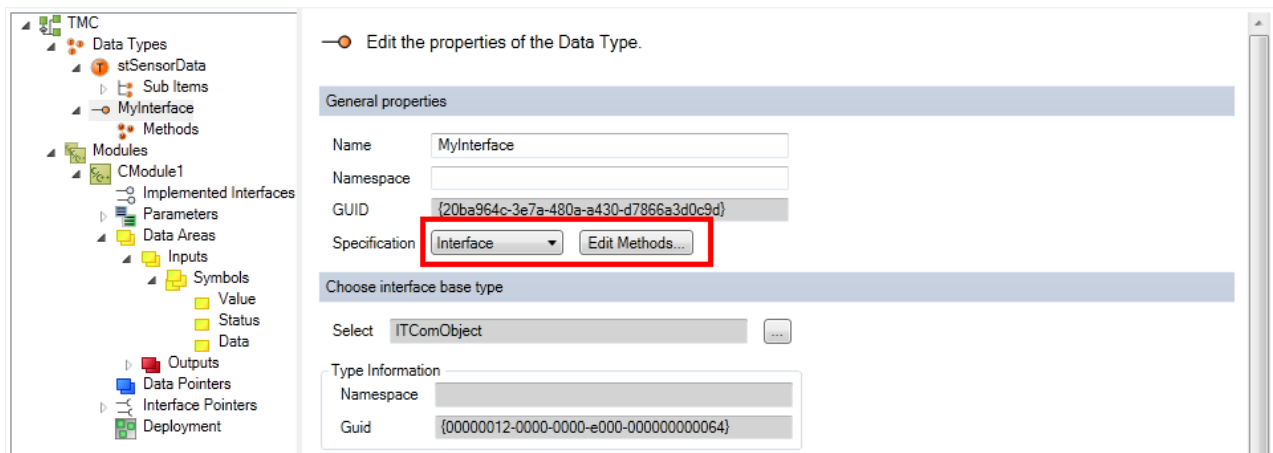 TMC
Data Types
stSensorData
Sub Items
MyInterface
Methods
Modules
CModule1
Implemented Interfaces
Parameters
Data Areas
Inputs
Symbols
Value
Status
Data
Outputs
Data Pointers
Interface Pointers
Deployment
Edit the properties of the Data Type.
General properties
Name MyInterface
Namespace
GUID {20ba964c-3e7a-480a-a430-d7866a3d0c9d}
Specification Interface Edit Methods...
Choose interface base type
Select ITComObject ...
Type Information
Namespace
Guid {00000012-0000-0000-e000-000000000064}